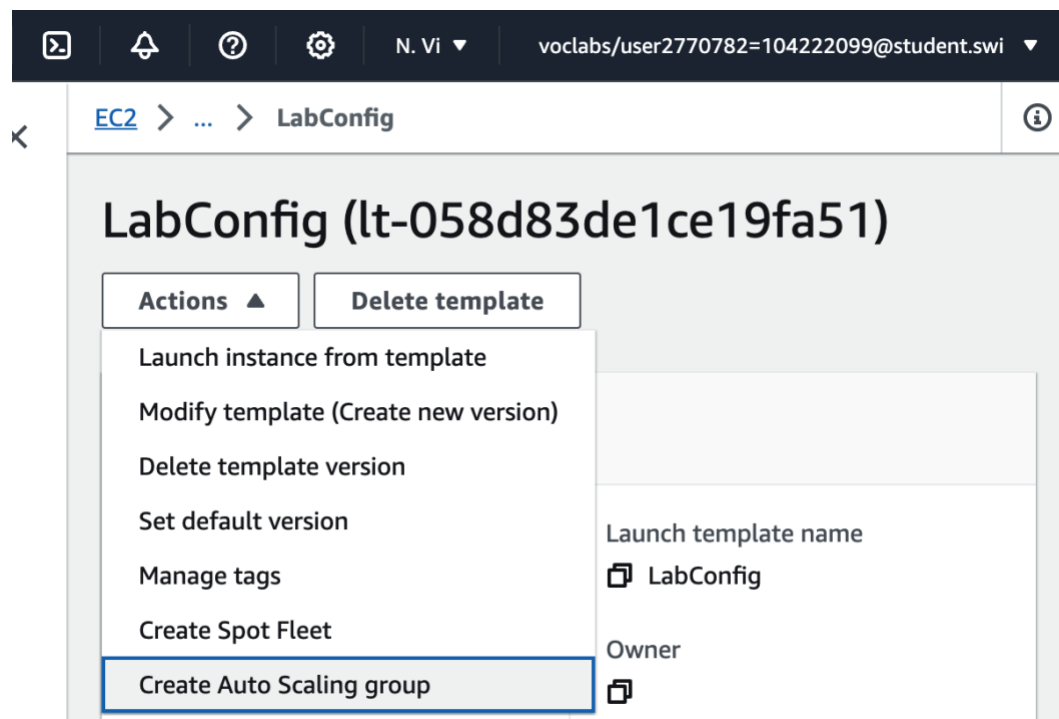 N. Vi ▼ voclabs/user2770782=104222099@student.swi ▼
EC2 > ... > LabConfig
LabConfig (lt-058d83de1ce19fa51)
Actions ▲ Delete template
Launch instance from template
Modify template (Create new version)
Delete template version
Set default version
Launch template name
Manage tags
LabConfig
Create Spot Fleet
Owner
Create Auto Scaling group